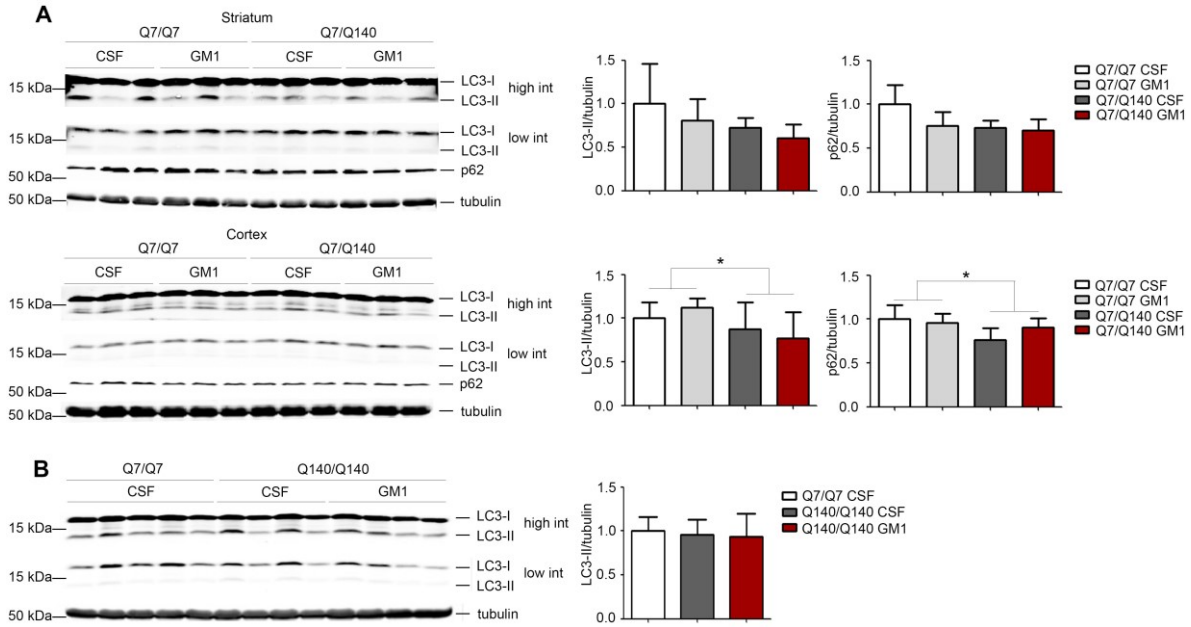 A
Striatum
Q7/Q7 Q7/Q140
CSF GM1 CSF GM1
15 kDa LC3-I high int
LC3-II
15 kDa LC3-I low int
LC3-II
50 kDa p62
50 kDa tubulin
LC3-II/tubulin
1.5
1.0
0.5
0.0
p62/tubulin
1.5
1.0
0.5
0.0
Q7/Q7 CSF
Q7/Q7 GM1
Q7/Q140 CSF
Q7/Q140 GM1
Cortex
Q7/Q7 Q7/Q140
CSF GM1 CSF GM1
15 kDa LC3-I high int
LC3-II
15 kDa LC3-I low int
LC3-II
50 kDa p62
50 kDa tubulin
LC3-II/tubulin
1.5
1.0
0.5
0.0
*
p62/tubulin
1.5
1.0
0.5
0.0
*
Q7/Q7 CSF
Q7/Q7 GM1
Q7/Q140 CSF
Q7/Q140 GM1
B
Q7/Q7 Q140/Q140
CSF CSF GM1
15 kDa LC3-I high int
LC3-II
15 kDa LC3-I low int
LC3-II
50 kDa tubulin
LC3-II/tubulin
1.5
1.0
0.5
0.0
Q7/Q7 CSF
Q140/Q140 CSF
Q140/Q140 GM1